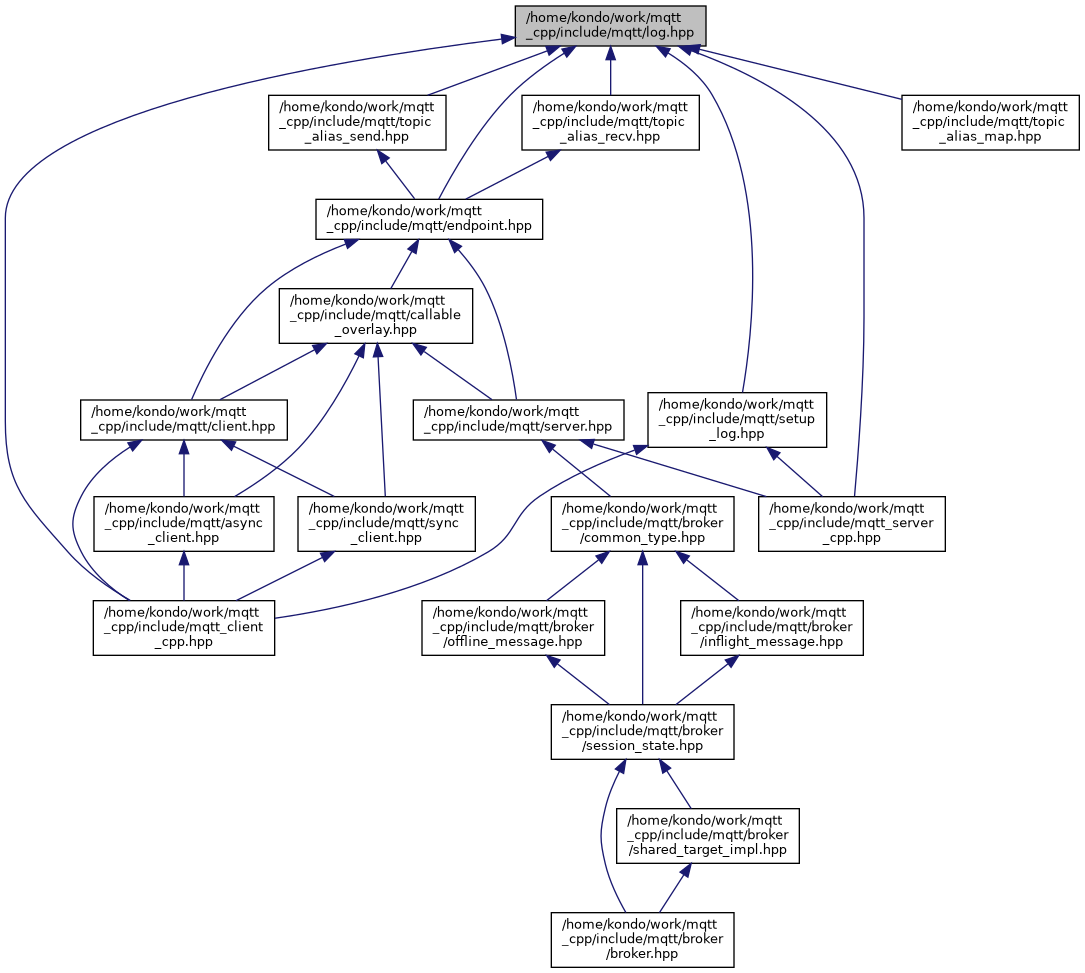 /home/kondo/work/mqtt
_cpp/include/mqtt/log.hpp
/home/kondo/work/mqtt
_cpp/include/mqtt/topic
_alias_send.hpp
/home/kondo/work/mqtt
_cpp/include/mqtt/topic
_alias_recv.hpp
/home/kondo/work/mqtt
_cpp/include/mqtt/topic
_alias_map.hpp
/home/kondo/work/mqtt
_cpp/include/mqtt/endpoint.hpp
/home/kondo/work/mqtt
_cpp/include/mqtt/callable
_overlay.hpp
/home/kondo/work/mqtt
_cpp/include/mqtt/client.hpp
/home/kondo/work/mqtt
_cpp/include/mqtt/server.hpp
/home/kondo/work/mqtt
_cpp/include/mqtt/setup
_log.hpp
/home/kondo/work/mqtt
_cpp/include/mqtt/async
_client.hpp
/home/kondo/work/mqtt
_cpp/include/mqtt/sync
_client.hpp
/home/kondo/work/mqtt
_cpp/include/mqtt/broker
/common_type.hpp
/home/kondo/work/mqtt
_cpp/include/mqtt_server
_cpp.hpp
/home/kondo/work/mqtt
_cpp/include/mqtt_client
_cpp.hpp
/home/kondo/work/mqtt
_cpp/include/mqtt/broker
/offline_message.hpp
/home/kondo/work/mqtt
_cpp/include/mqtt/broker
/inflight_message.hpp
/home/kondo/work/mqtt
_cpp/include/mqtt/broker
/session_state.hpp
/home/kondo/work/mqtt
_cpp/include/mqtt/broker
/shared_target_impl.hpp
/home/kondo/work/mqtt
_cpp/include/mqtt/broker
/broker.hpp